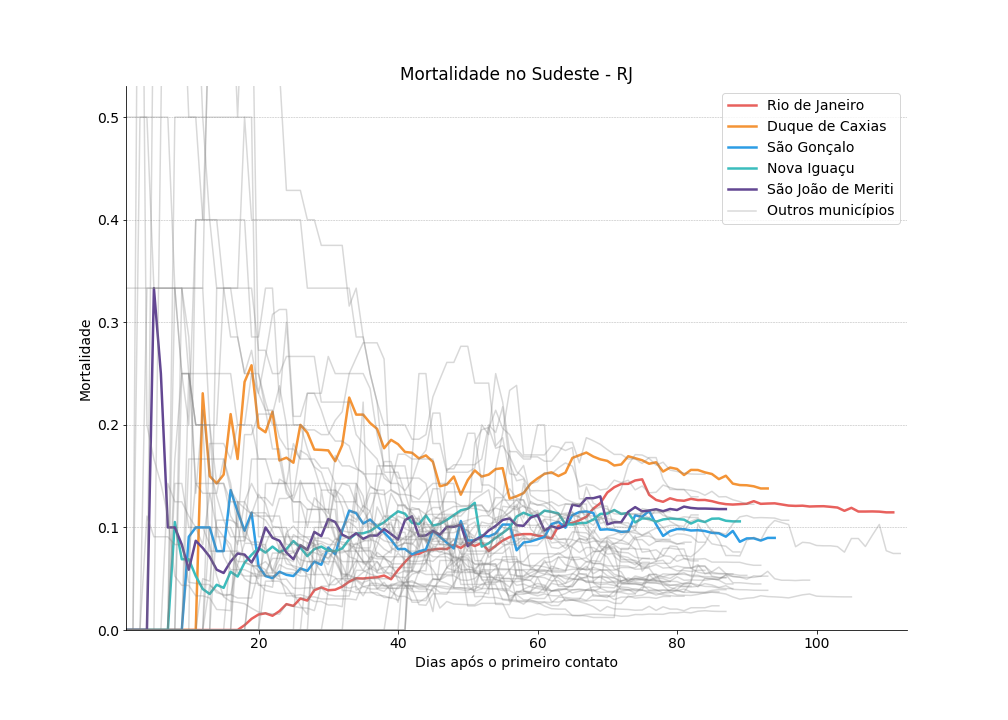 Mortalidade no Sudeste - RJ
Rio de Janeiro
Duque de Caxias
São Gonçalo
Nova Iguaçu
São João de Meriti
Outros municípios
0.5
0.4
0.3
0.2
0.1
0.0
Mortalidade
20 40 60 80 100
Dias após o primeiro contato